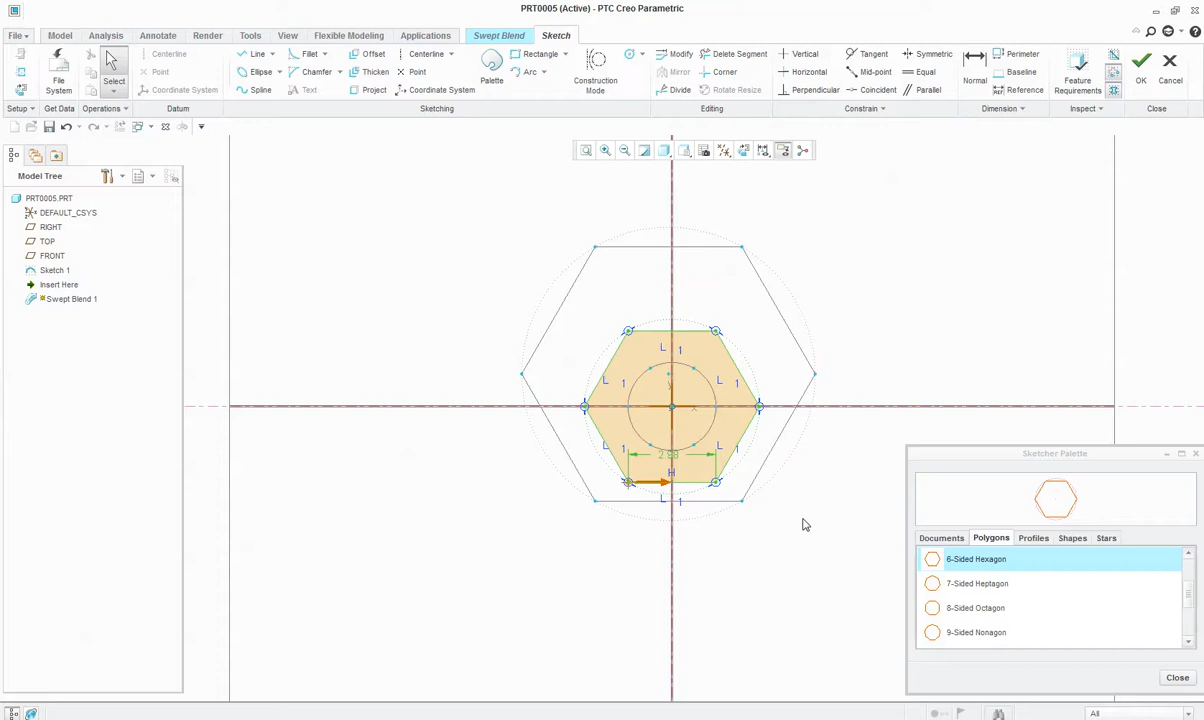 PRT0005 (Active) - PTC Creo Parametric
File
Model
Analysis
Annotate
Render
Tools
View
Flexible Modeling
Applications
Swept Blend
Sketch
File System
Select
Centerline
Point
Coordinate System
Line
Ellipse
Spline
Fillet
Chamfer
Text
Offset
Thicken
Project
Centerline
Point
Coordinate System
Palette
Rectangle
Arc
Construction Mode
Modify
Mirror
Divide
Delete Segment
Corner
Rotate Resize
Vertical
Horizontal
Perpendicular
Tangent
Mid-point
Coincident
Symmetric
Equal
Parallel
Normal
Perimeter
Baseline
Reference
Feature Requirements
OK
Cancel
Setup
Get Data
Operations
Datum
Sketching
Editing
Constrain
Dimension
Inspect
Close
Model Tree
PRT0005.PRT
DEFAULT_CSYS
RIGHT
TOP
FRONT
Sketch 1
Insert Here
Swept Blend 1
L 1
L 1
L 1
y
x
L 1
L 1
H
L 1
Sketcher Palette
Documents
Polygons
Profiles
Shapes
Stars
6-Sided Hexagon
7-Sided Heptagon
8-Sided Octagon
9-Sided Nonagon
Close
All